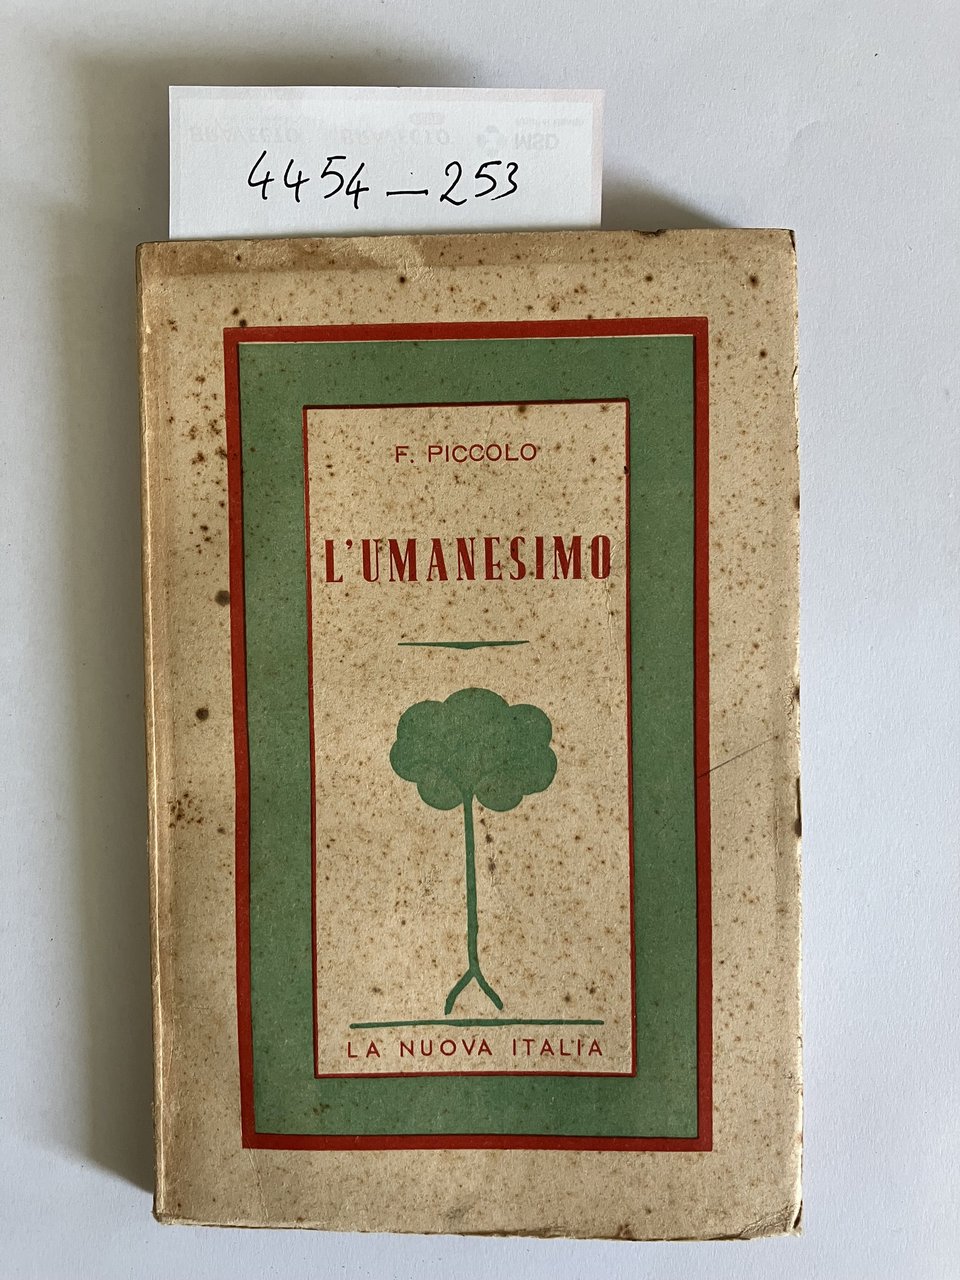 4454 - 253
F. PICCOLO
L'UMANESIMO
LA NUOVA ITALIA